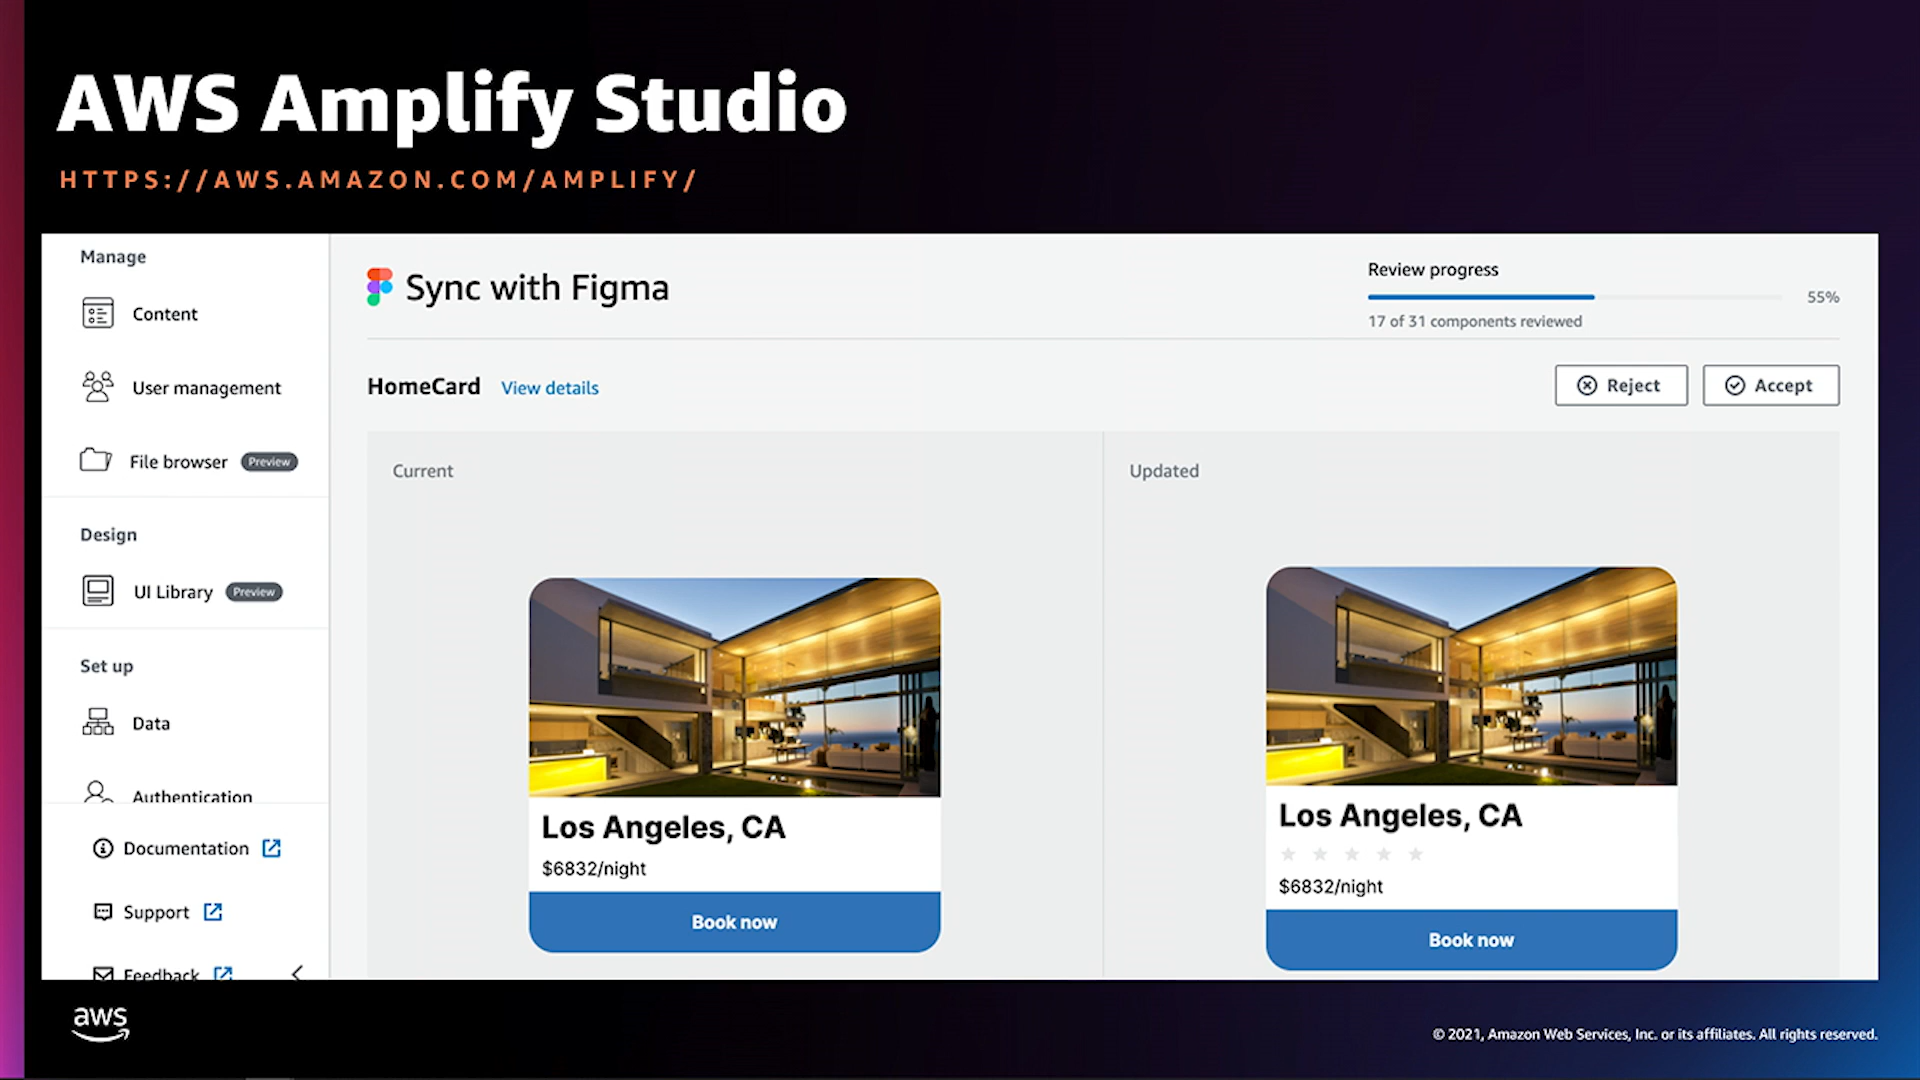 AWS Amplify Studio
HTTPS://AWS.AMAZON.COM/AMPLIFY/
Manage
Content
User management
File browser Preview
Design
UI Library Preview
Set up
Data
Authentication
Documentation
Support
Feedback
Sync with Figma
Review progress
55%
17 of 31 components reviewed
HomeCard View details
Reject
Accept
Current
Los Angeles, CA
$6832/night
Book now
Updated
Los Angeles, CA
$6832/night
Book now
aws
© 2021, Amazon Web Services, Inc. or its affiliates. All rights reserved.